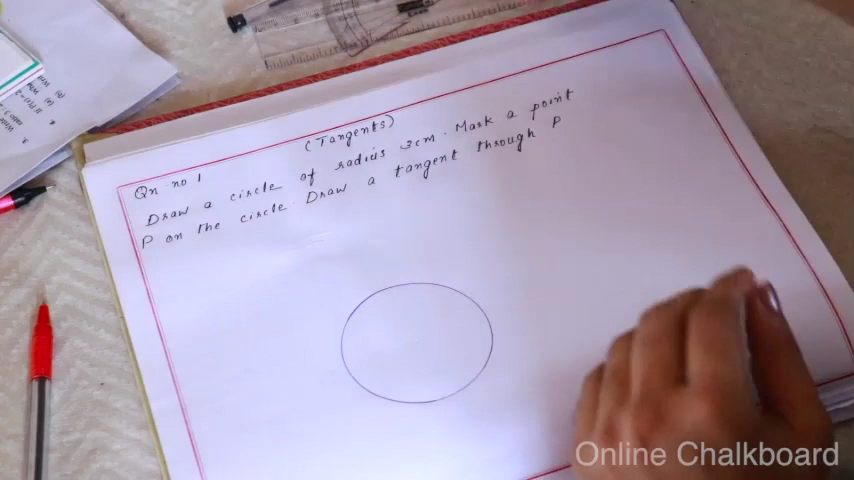 (Tangents)
Qn no 1
Draw a circle of radius 3cm. Mark a point
P on the circle. Draw a tangent through P
Online Chalkboard